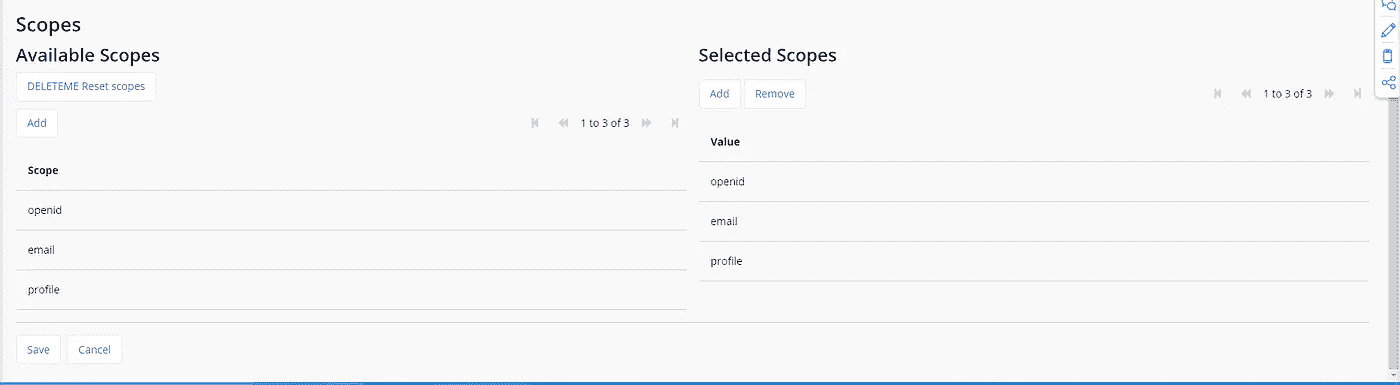 Scopes
Available Scopes
DELETEME Reset scopes
Add
1 to 3 of 3
Scope
openid
email
profile
Selected Scopes
Add Remove
1 to 3 of 3
Value
openid
email
profile
Save Cancel